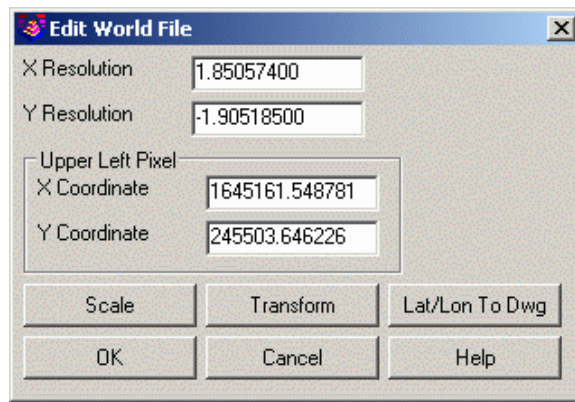 Edit World File
X Resolution 1.85057400
Y Resolution -1.90518500
Upper Left Pixel
X Coordinate 1645161.548781
Y Coordinate 245503.646226
Scale Transform Lat/Lon To Dwg
OK Cancel Help